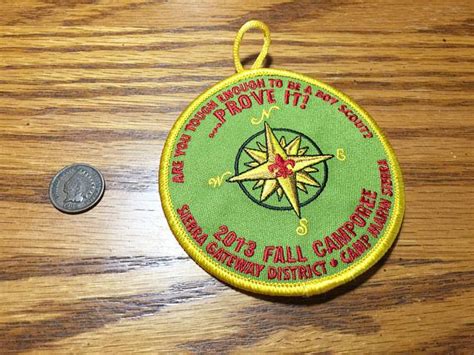 ARE YOU TOUGH ENOUGH TO BE A BOY SCOUT?
....PROVE IT!
N
W
E
S
2013 FALL CAMPOREE
SIERRA GATEWAY DISTRICT • CAMP MARIN SIERRA